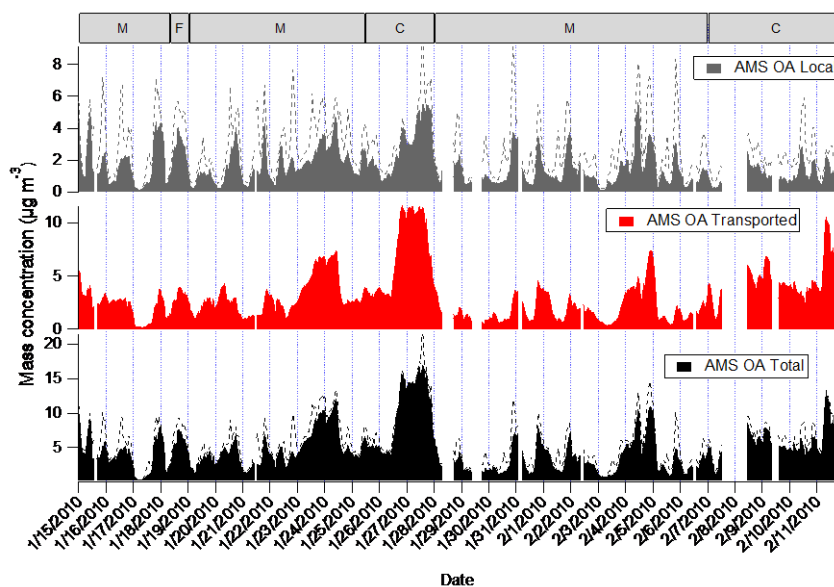 M F M C M C
8
6
4
2
0
AMS OA Local
Mass concentration (µg m⁻³)
10
5
0
AMS OA Transported
20
15
10
5
AMS OA Total
1/15/2010 1/16/2010 1/17/2010 1/18/2010 1/19/2010 1/20/2010 1/21/2010 1/22/2010 1/23/2010 1/24/2010 1/25/2010 1/26/2010 1/27/2010 1/28/2010 1/29/2010 1/30/2010 1/31/2010 2/1/2010 2/2/2010 2/3/2010 2/4/2010 2/5/2010 2/6/2010 2/7/2010 2/8/2010 2/9/2010 2/10/2010 2/11/2010
Date